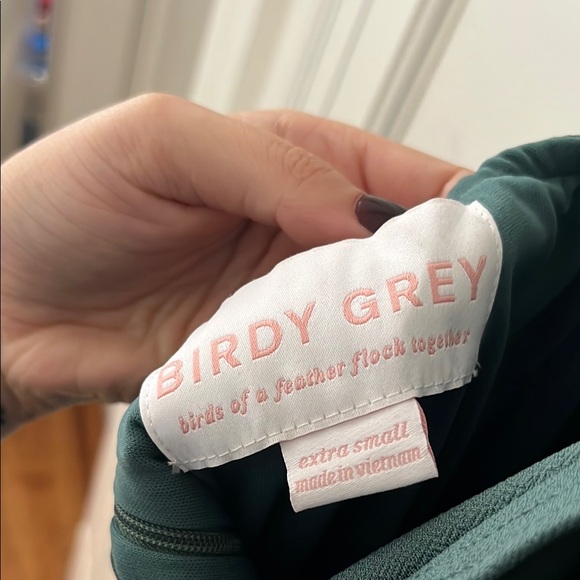 BIRDY GREY
birds of a feather flock together
extra small
made in vietnam